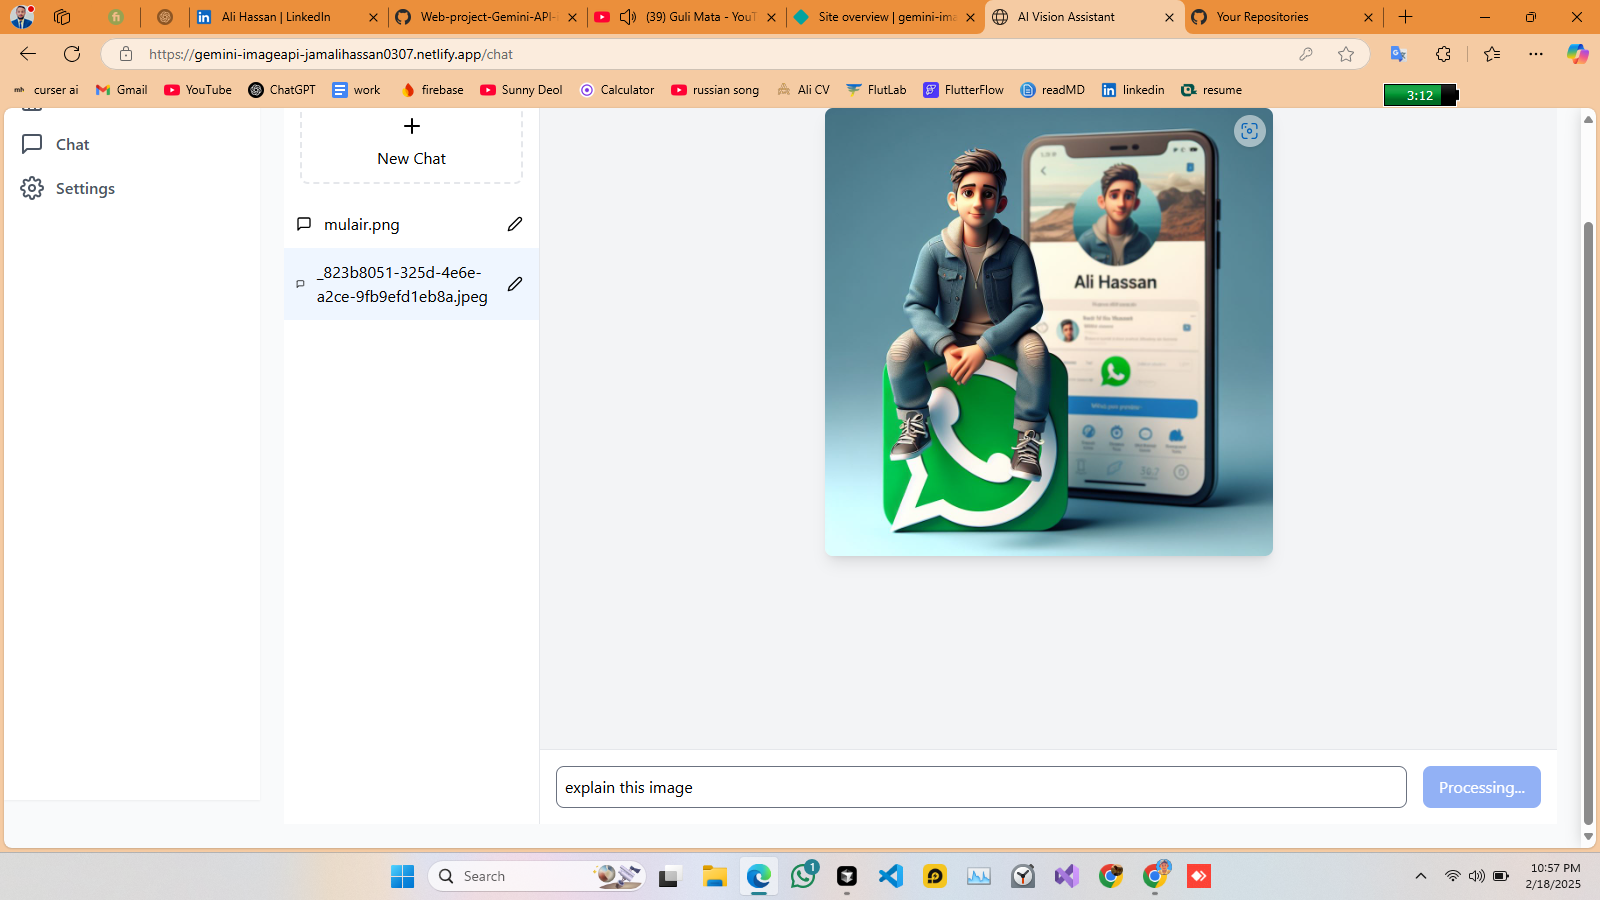 Ali Hassan | LinkedIn
Web-project-Gemini-API-
(39) Guli Mata - YouT
Site overview | gemini-ima
AI Vision Assistant
Your Repositories
https://gemini-imageapi-jamalihassan0307.netlify.app/chat
curser ai
Gmail
YouTube
ChatGPT
work
firebase
Sunny Deol
Calculator
russian song
Ali CV
FlutLab
FlutterFlow
readMD
linkedin
resume
3:12
Chat
Settings
New Chat
mulair.png
_823b8051-325d-4e6e-
a2ce-9fb9efd1eb8a.jpeg
Ali Hassan
explain this image
Processing...
Search
1
10:57 PM
2/18/2025